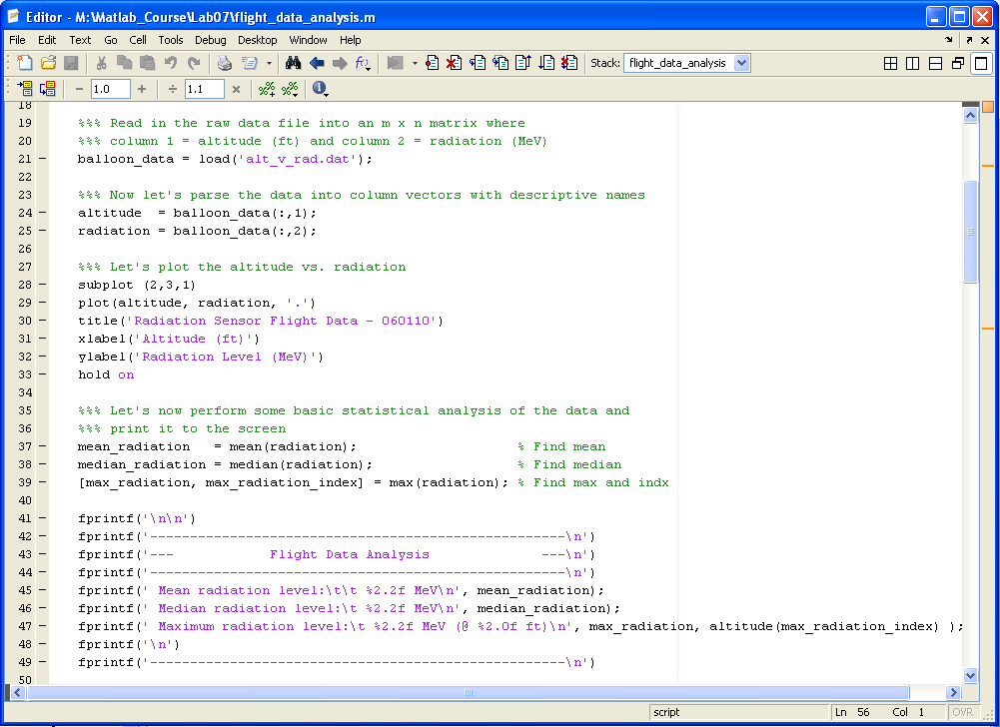 Editor - M:\Matlab_Course\Lab07\flight_data_analysis.m
File Edit Text Go Cell Tools Debug Desktop Window Help
Stack: flight_data_analysis
− 1.0 + ÷ 1.1 ×
18
19 %%% Read in the raw data file into an m x n matrix where
20 %%% column 1 = altitude (ft) and column 2 = radiation (MeV)
21 − balloon_data = load('alt_v_rad.dat');
22
23 %%% Now let's parse the data into column vectors with descriptive names
24 − altitude  = balloon_data(:,1);
25 − radiation = balloon_data(:,2);
26
27 %%% Let's plot the altitude vs. radiation
28 − subplot (2,3,1)
29 − plot(altitude, radiation, '.')
30 − title('Radiation Sensor Flight Data - 060110')
31 − xlabel('Altitude (ft)')
32 − ylabel('Radiation Level (MeV)')
33 − hold on
34
35 %%% Let's now perform some basic statistical analysis of the data and
36 %%% print it to the screen
37 − mean_radiation   = mean(radiation);                    % Find mean
38 − median_radiation = median(radiation);                  % Find median
39 − [max_radiation, max_radiation_index] = max(radiation); % Find max and indx
40
41 − fprintf('\n\n')
42 − fprintf('----------------------------------------------------\n')
43 − fprintf('---            Flight Data Analysis              ---\n')
44 − fprintf('----------------------------------------------------\n')
45 − fprintf(' Mean radiation level:\t\t %2.2f MeV\n', mean_radiation);
46 − fprintf(' Median radiation level:\t %2.2f MeV\n', median_radiation);
47 − fprintf(' Maximum radiation level:\t %2.2f MeV (@ %2.0f ft)\n', max_radiation, altitude(max_radiation_index) );
48 − fprintf('\n')
49 − fprintf('----------------------------------------------------\n')
50
script Ln 56 Col 1 OVR